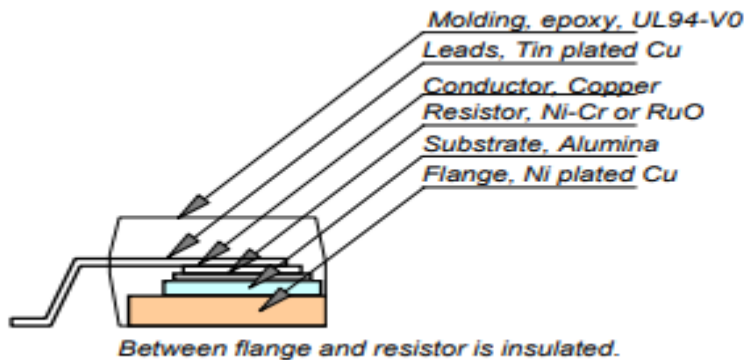 Molding, epoxy, UL94-V0
Leads, Tin plated Cu
Conductor, Copper
Resistor, Ni-Cr or RuO
Substrate, Alumina
Flange, Ni plated Cu
Between flange and resistor is insulated.